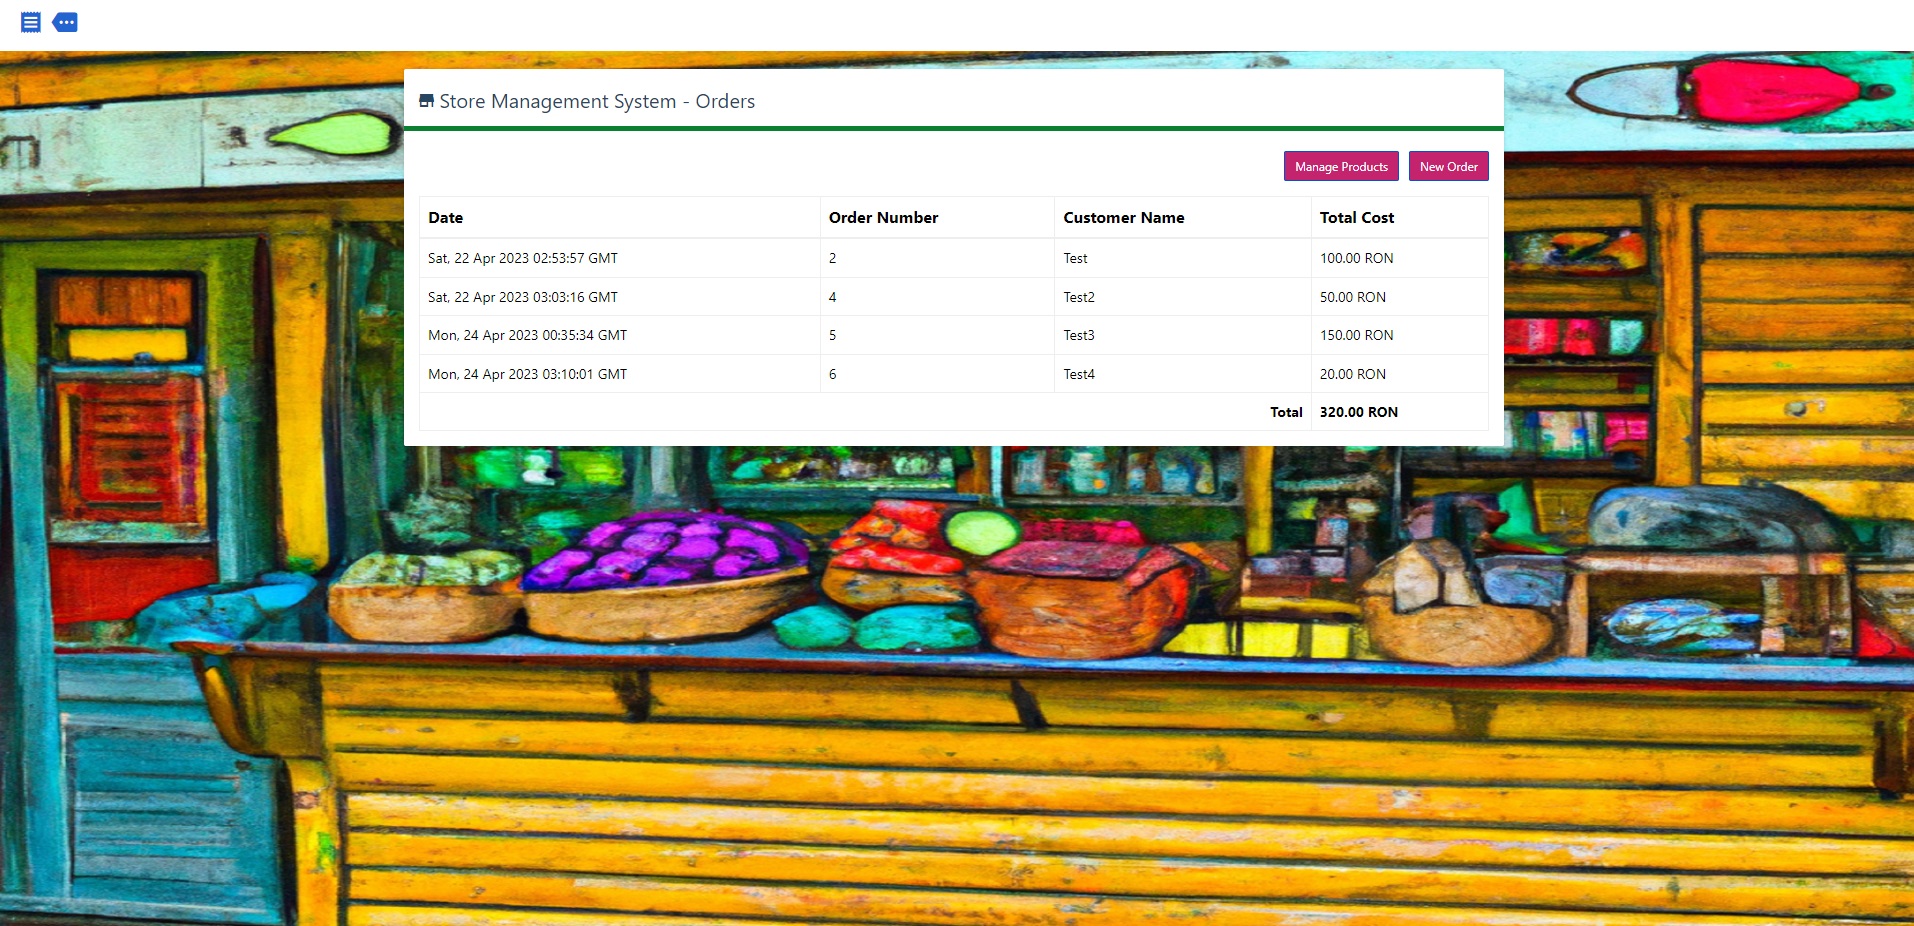 Store Management System - Orders
Manage Products New Order
Date Order Number Customer Name Total Cost
Sat, 22 Apr 2023 02:53:57 GMT 2 Test 100.00 RON
Sat, 22 Apr 2023 03:03:16 GMT 4 Test2 50.00 RON
Mon, 24 Apr 2023 00:35:34 GMT 5 Test3 150.00 RON
Mon, 24 Apr 2023 03:10:01 GMT 6 Test4 20.00 RON
Total 320.00 RON